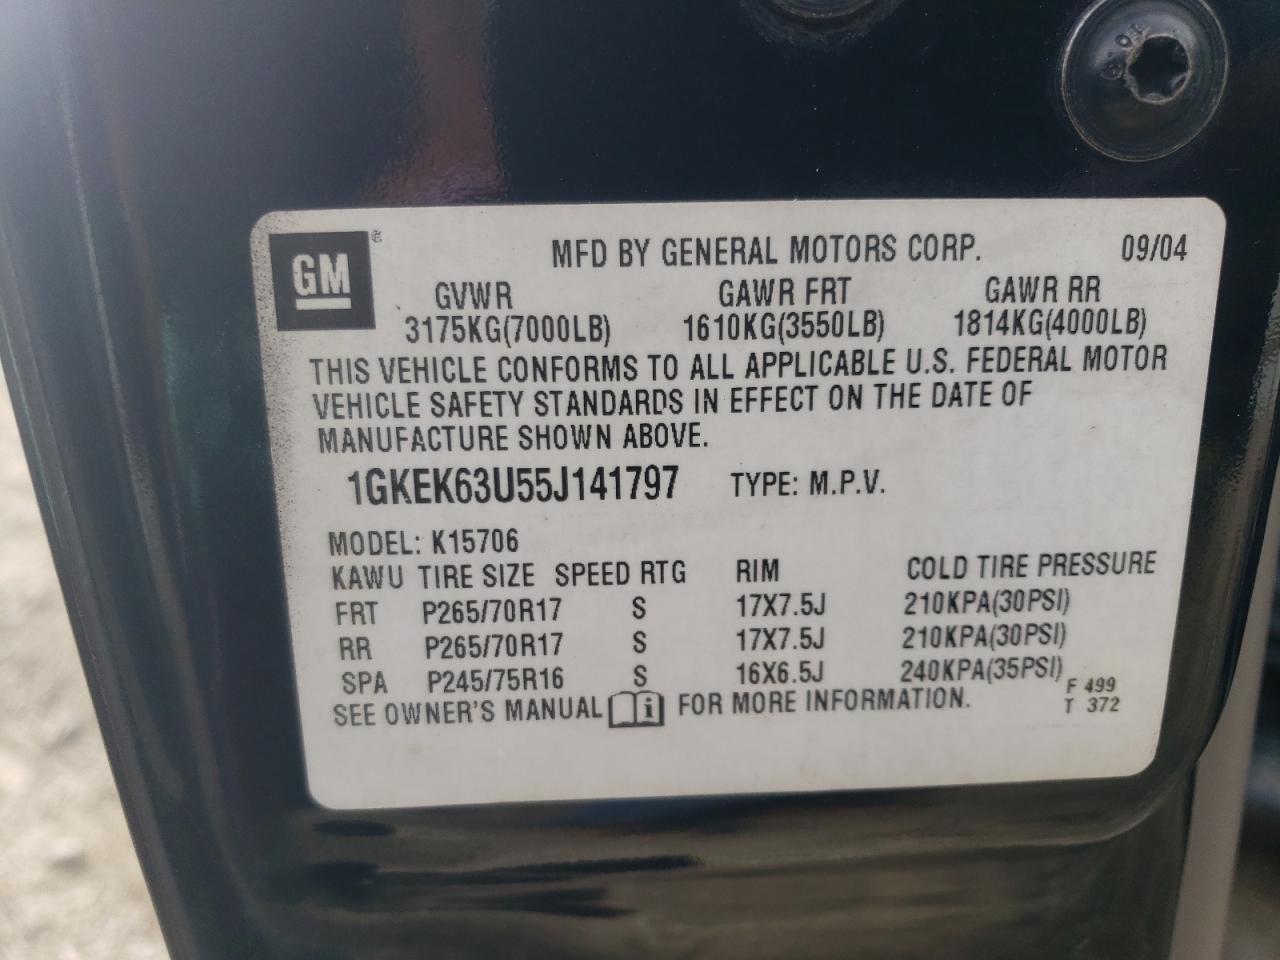 GM ®
MFD BY GENERAL MOTORS CORP. 09/04
GVWR GAWR FRT GAWR RR
3175KG(7000LB) 1610KG(3550LB) 1814KG(4000LB)
THIS VEHICLE CONFORMS TO ALL APPLICABLE U.S. FEDERAL MOTOR
VEHICLE SAFETY STANDARDS IN EFFECT ON THE DATE OF
MANUFACTURE SHOWN ABOVE.
1GKEK63U55J141797 TYPE: M.P.V.
MODEL: K15706
KAWU TIRE SIZE SPEED RTG RIM COLD TIRE PRESSURE
FRT P265/70R17 S 17X7.5J 210KPA(30PSI)
RR P265/70R17 S 17X7.5J 210KPA(30PSI)
SPA P245/75R16 S 16X6.5J 240KPA(35PSI)
SEE OWNER'S MANUAL i FOR MORE INFORMATION.
F 499
T 372